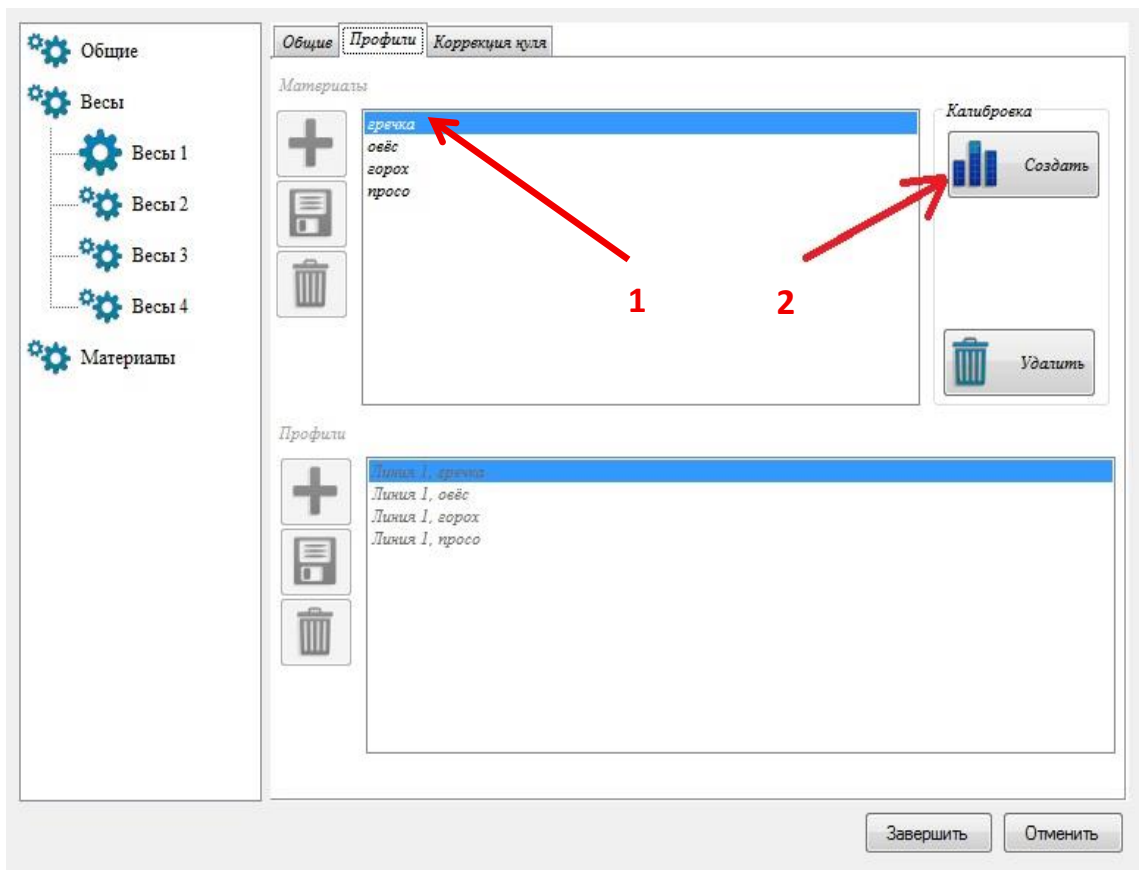 Общие
Весы
Весы 1
Весы 2
Весы 3
Весы 4
Материалы
Общие Профили Коррекция нуля
Материалы
гречка
овёс
горох
просо
1
2
Калибровка
Создать
Удалить
Профили
Линия 1, гречка
Линия 1, овёс
Линия 1, горох
Линия 1, просо
Завершить Отменить